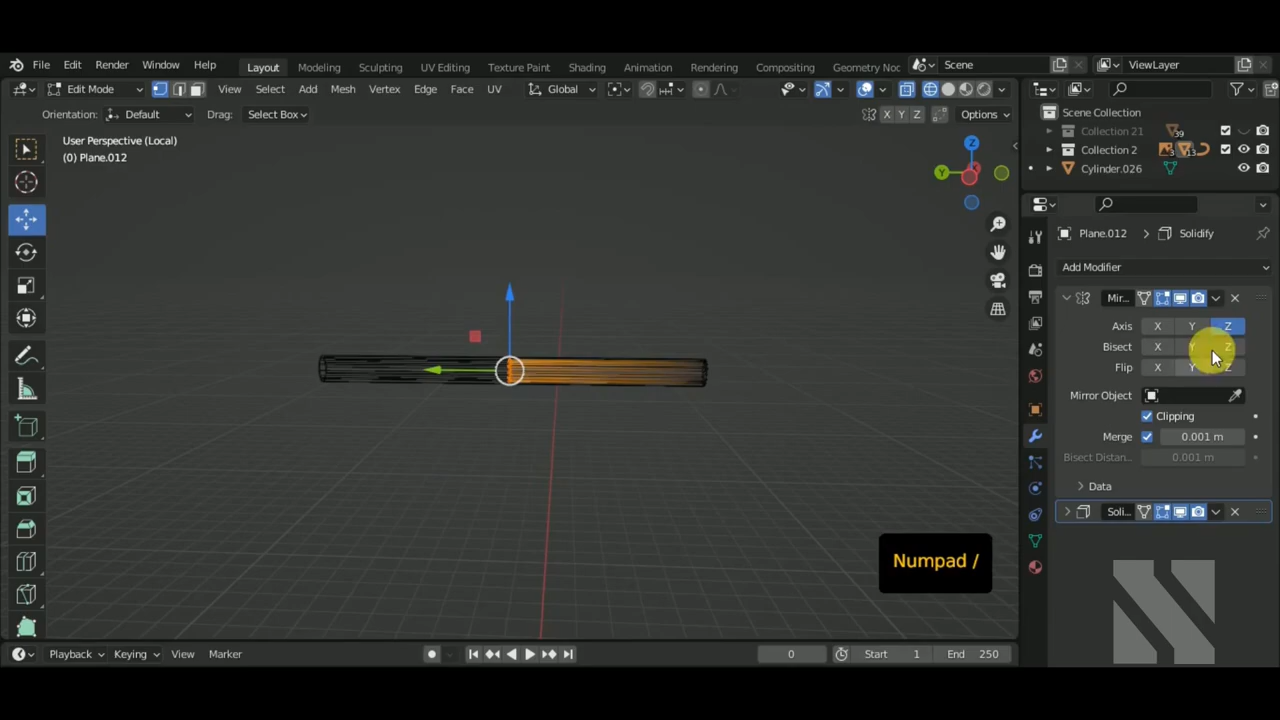 File Edit Render Window Help Layout Modeling Sculpting UV Editing Texture Paint Shading Animation Rendering Compositing Geometry Noc Scene ViewLayer
Edit Mode View Select Add Mesh Vertex Edge Face UV Global
Orientation: Default Drag: Select Box X Y Z Options
Scene Collection
User Perspective (Local)
(0) Plane.012
Collection 21 39
Collection 2 3 13
Cylinder.026
Z
Y
Plane.012 Solidify
Add Modifier
Mir...
Axis X Y Z
Bisect X Y Z
Flip X Y Z
Mirror Object
Clipping
Merge 0.001 m
Bisect Distan... 0.001 m
Data
Soli...
Numpad /
Playback Keying View Marker 0 Start 1 End 250